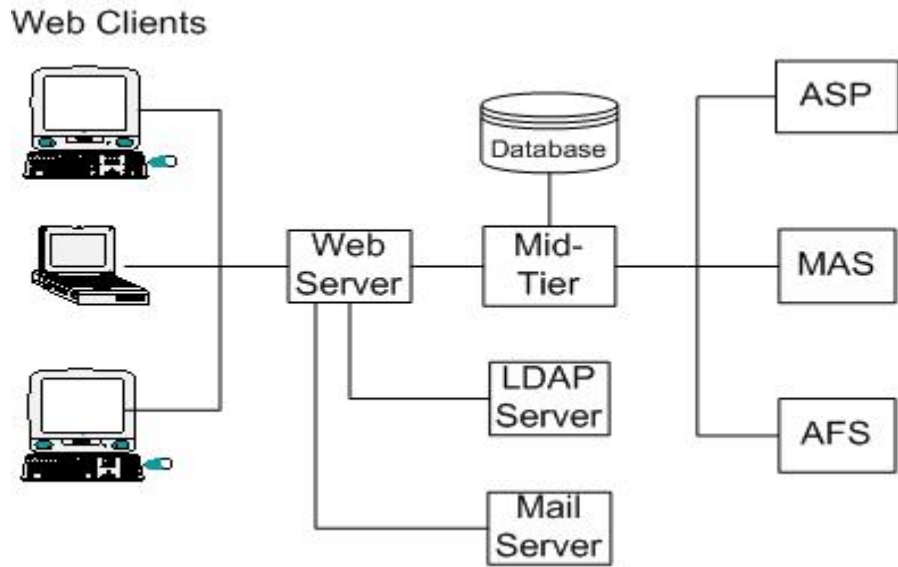 Web Clients
ASP
Database
Web
Server
Mid-
Tier
MAS
LDAP
Server
AFS
Mail
Server